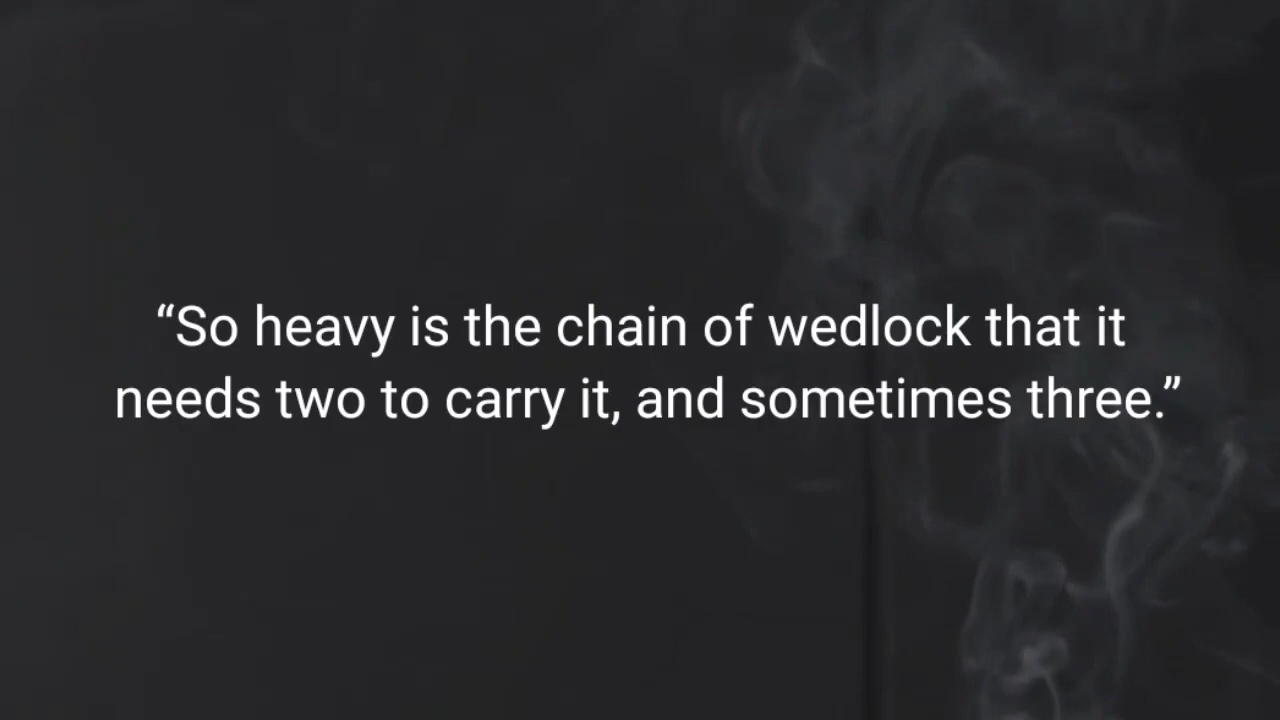 “So heavy is the chain of wedlock that it
needs two to carry it, and sometimes three.”